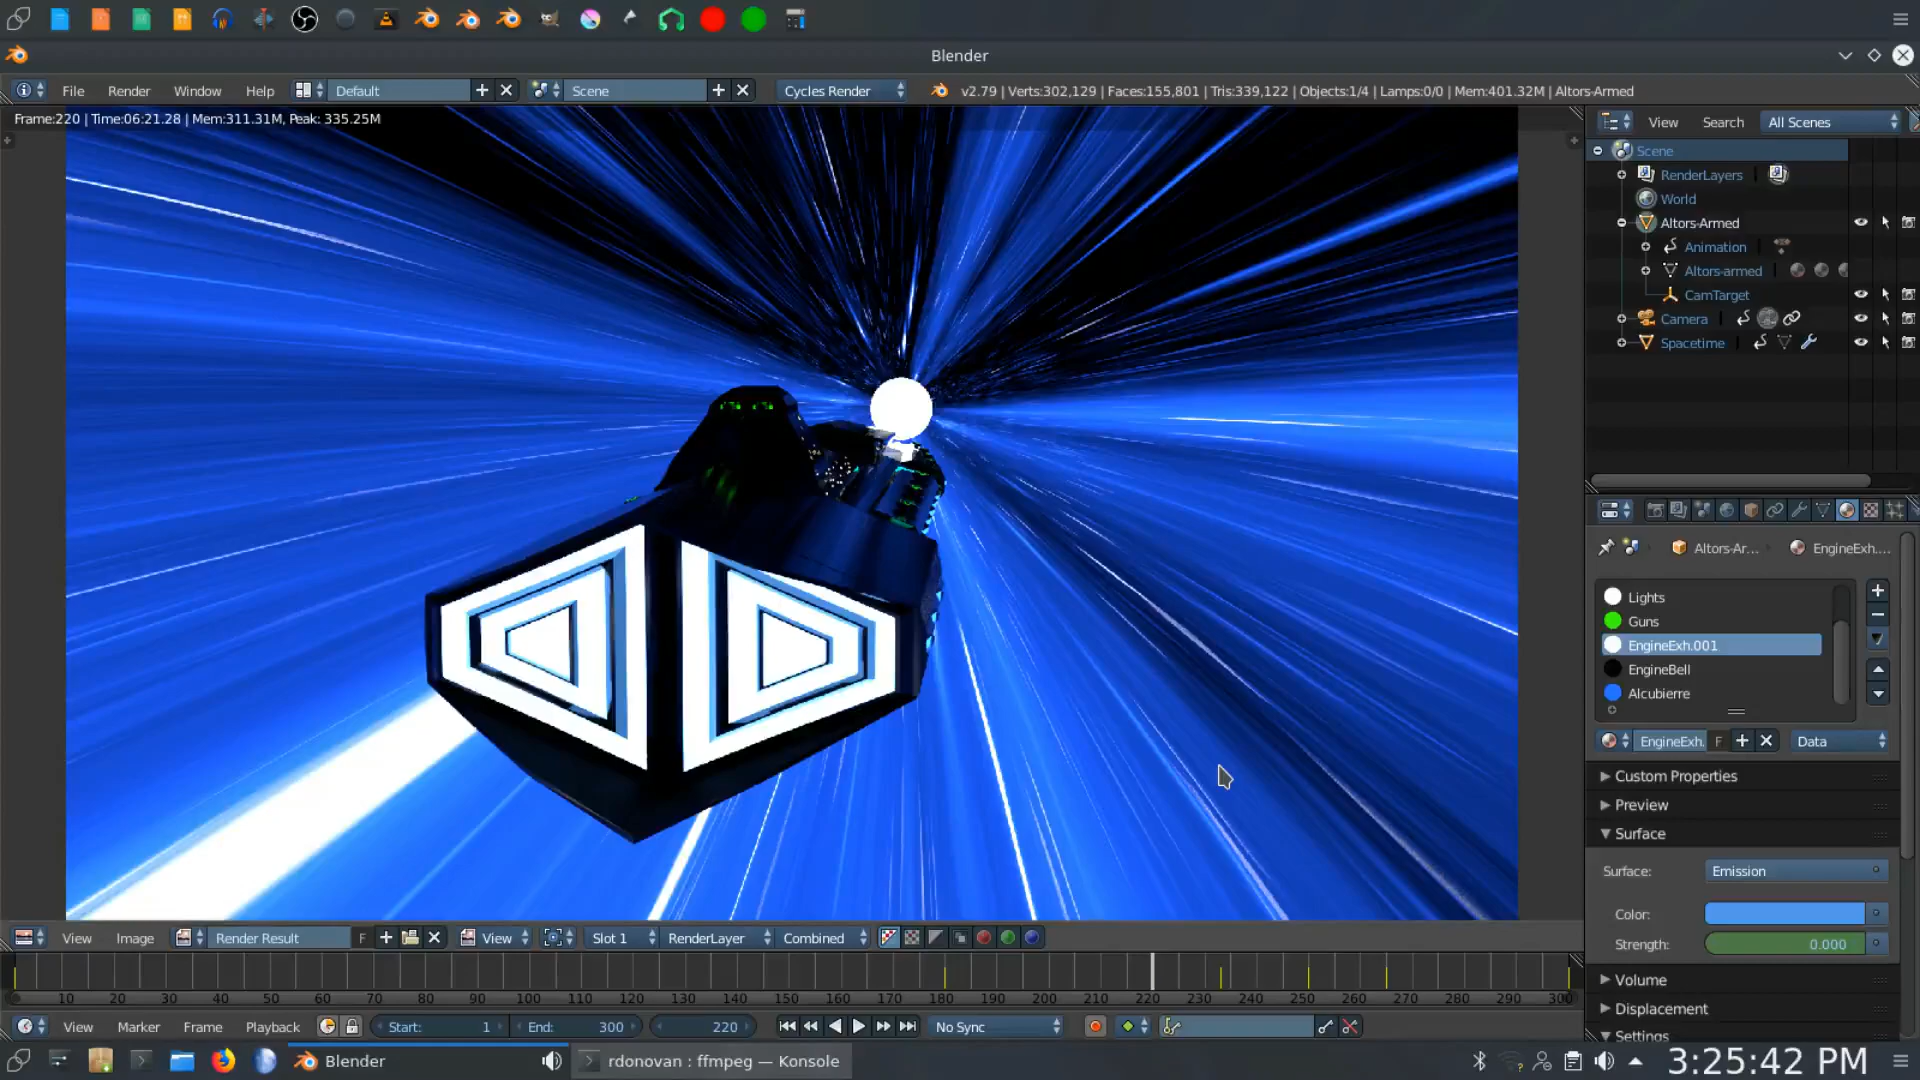 Blender
File Render Window Help Default Scene Cycles Render v2.79 | Verts:302,129 | Faces:155,801 | Tris:339,122 | Objects:1/4 | Lamps:0/0 | Mem:401.32M | Altors-Armed
Frame:220 | Time:06:21.28 | Mem:311.31M, Peak: 335.25M
View Search All Scenes
Scene
RenderLayers
World
Altors-Armed
Animation
Altors-armed
CamTarget
Camera
Spacetime
Altors-Ar... EngineExh....
Lights
Guns
EngineExh.001
EngineBell
Alcubierre
EngineExh. F Data
Custom Properties
Preview
Surface
Surface: Emission
Color:
Strength: 0.000
Volume
Displacement
Settings
View Image Render Result F View Slot 1 RenderLayer Combined
10 20 30 40 50 60 70 80 90 100 110 120 130 140 150 160 170 180 190 200 210 220 230 240 250 260 270 280 290 300
View Marker Frame Playback Start: 1 End: 300 220 No Sync
Blender rdonovan : ffmpeg — Konsole 3:25:42 PM